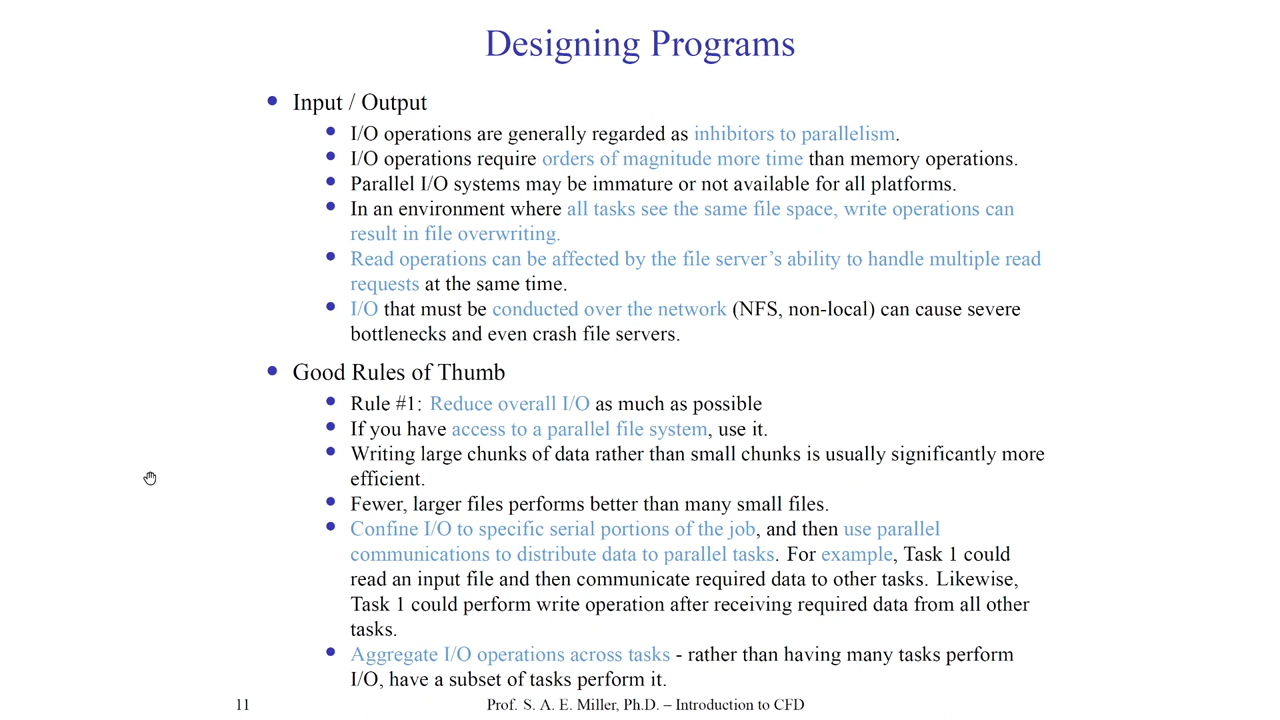 Designing Programs
Input / Output
I/O operations are generally regarded as inhibitors to parallelism.
I/O operations require orders of magnitude more time than memory operations.
Parallel I/O systems may be immature or not available for all platforms.
In an environment where all tasks see the same file space, write operations can
result in file overwriting.
Read operations can be affected by the file server’s ability to handle multiple read
requests at the same time.
I/O that must be conducted over the network (NFS, non-local) can cause severe
bottlenecks and even crash file servers.
Good Rules of Thumb
Rule #1: Reduce overall I/O as much as possible
If you have access to a parallel file system, use it.
Writing large chunks of data rather than small chunks is usually significantly more
efficient.
Fewer, larger files performs better than many small files.
Confine I/O to specific serial portions of the job, and then use parallel
communications to distribute data to parallel tasks. For example, Task 1 could
read an input file and then communicate required data to other tasks. Likewise,
Task 1 could perform write operation after receiving required data from all other
tasks.
Aggregate I/O operations across tasks - rather than having many tasks perform
I/O, have a subset of tasks perform it.
11 Prof. S. A. E. Miller, Ph.D. – Introduction to CFD